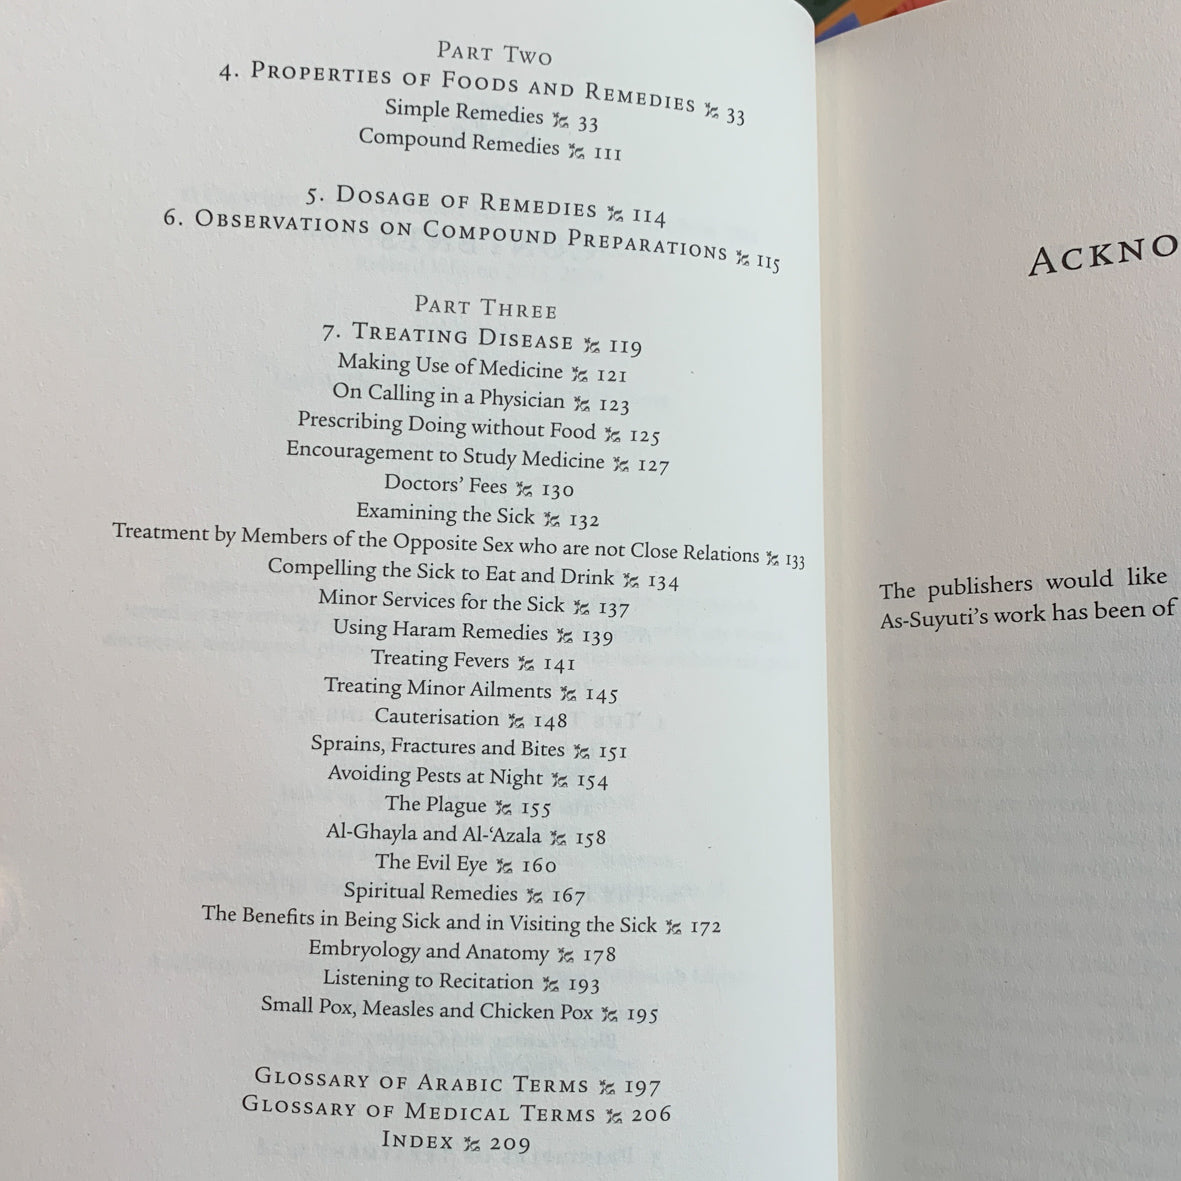 PART TWO
4. PROPERTIES OF FOODS AND REMEDIES 33
Simple Remedies 33
Compound Remedies 111
5. DOSAGE OF REMEDIES 114
6. OBSERVATIONS ON COMPOUND PREPARATIONS 115
PART THREE
7. TREATING DISEASE 119
Making Use of Medicine 121
On Calling in a Physician 123
Prescribing Doing without Food 125
Encouragement to Study Medicine 127
Doctors' Fees 130
Examining the Sick 132
Treatment by Members of the Opposite Sex who are not Close Relations 133
Compelling the Sick to Eat and Drink 134
Minor Services for the Sick 137
Using Haram Remedies 139
Treating Fevers 141
Treating Minor Ailments 145
Cauterisation 148
Sprains, Fractures and Bites 151
Avoiding Pests at Night 154
The Plague 155
Al-Ghayla and Al-‘Azala 158
The Evil Eye 160
Spiritual Remedies 167
The Benefits in Being Sick and in Visiting the Sick 172
Embryology and Anatomy 178
Listening to Recitation 193
Small Pox, Measles and Chicken Pox 195
GLOSSARY OF ARABIC TERMS 197
GLOSSARY OF MEDICAL TERMS 206
INDEX 209
ACKNO
The publishers would like
As-Suyuti's work has been of